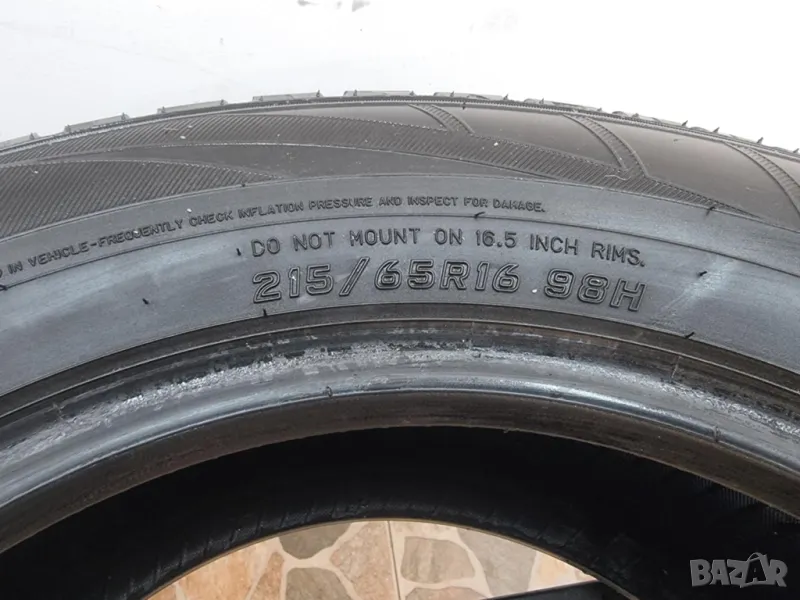 IN VEHICLE-FREQUENTLY CHECK INFLATION PRESSURE AND INSPECT FOR DAMAGE.
DO NOT MOUNT ON 16.5 INCH RIMS.
215/65R16 98H
BAZAR